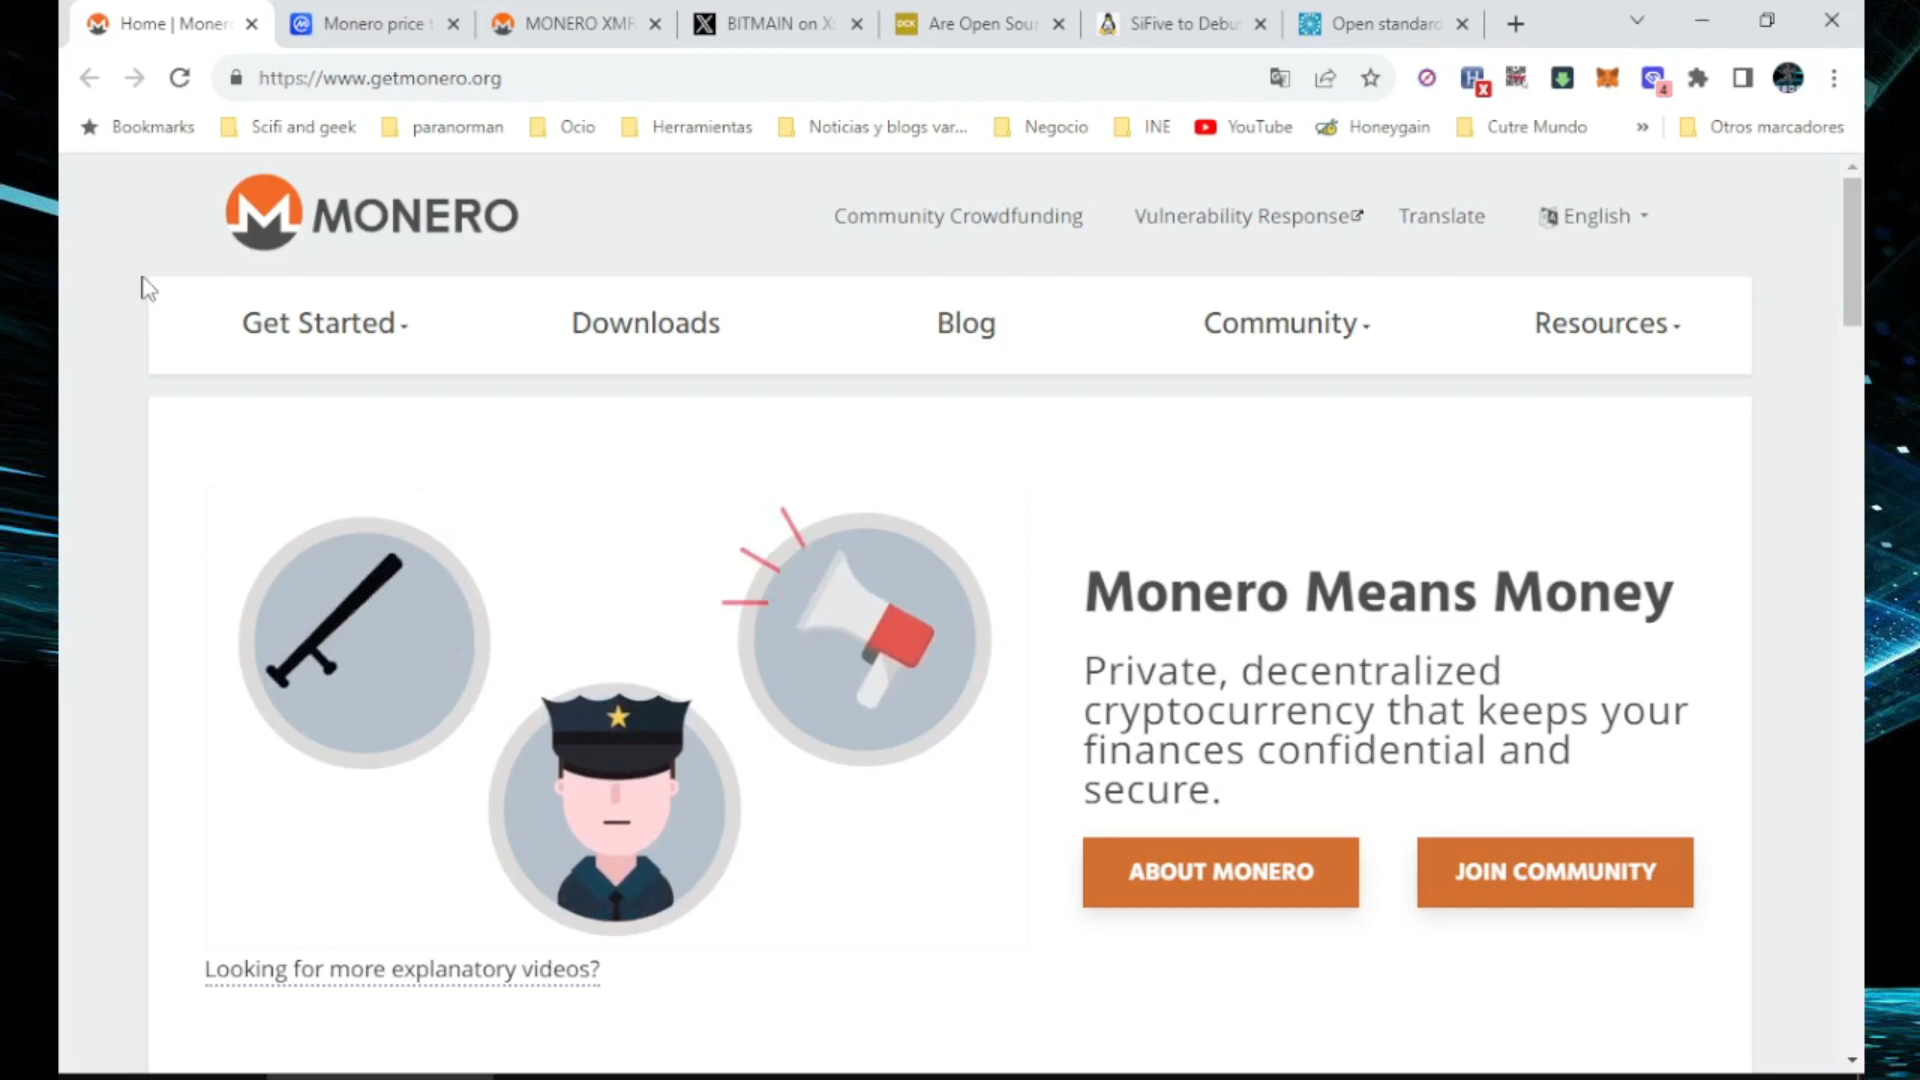 Home | Moner
Monero price t
MONERO XMR
BITMAIN on X
Are Open Sour
SiFive to Debu
Open standard
https://www.getmonero.org
4
Bookmarks
Scifi and geek
paranorman
Ocio
Herramientas
Noticias y blogs var...
Negocio
INE
YouTube
Honeygain
Cutre Mundo
»
Otros marcadores
MONERO
Community Crowdfunding
Vulnerability Response
Translate
English
Get Started
Downloads
Blog
Community
Resources
Monero Means Money
Private, decentralized
cryptocurrency that keeps your
finances confidential and
secure.
ABOUT MONERO
JOIN COMMUNITY
Looking for more explanatory videos?